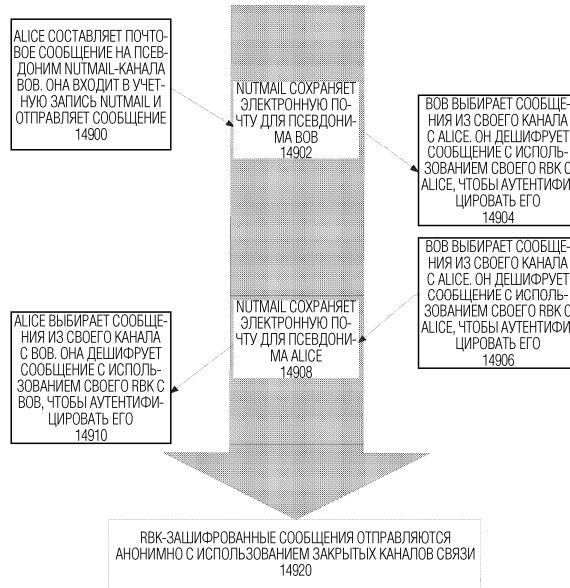 ALICE СОСТАВЛЯЕТ ПОЧТО-
ВОЕ СООБЩЕНИЕ НА ПСЕВ-
ДОНИМ NUTMAIL-КАНАЛА
BOB. ОНА ВХОДИТ В УЧЕТ-
НУЮ ЗАПИСЬ NUTMAIL И
ОТПРАВЛЯЕТ СООБЩЕНИЕ
14900
NUTMAIL СОХРАНЯЕТ
ЭЛЕКТРОННУЮ ПО-
ЧТУ ДЛЯ ПСЕВДОНИ-
МА BOB
14902
BOB ВЫБИРАЕТ СООБЩЕ-
НИЯ ИЗ СВОЕГО КАНАЛА
С ALICE. ОН ДЕШИФРУЕТ
СООБЩЕНИЕ С ИСПОЛЬ-
ЗОВАНИЕМ СВОЕГО RBK С
ALICE, ЧТОБЫ АУТЕНТИФИ-
ЦИРОВАТЬ ЕГО
14904
BOB ВЫБИРАЕТ СООБЩЕ-
НИЯ ИЗ СВОЕГО КАНАЛА
С ALICE. ОН ДЕШИФРУЕТ
СООБЩЕНИЕ С ИСПОЛЬ-
ЗОВАНИЕМ СВОЕГО RBK С
ALICE, ЧТОБЫ АУТЕНТИФИ-
ЦИРОВАТЬ ЕГО
14906
NUTMAIL СОХРАНЯЕТ
ЭЛЕКТРОННУЮ ПО-
ЧТУ ДЛЯ ПСЕВДОНИ-
МА ALICE
14908
ALICE ВЫБИРАЕТ СООБЩЕ-
НИЯ ИЗ СВОЕГО КАНАЛА
С BOB. ОНА ДЕШИФРУЕТ
СООБЩЕНИЕ С ИСПОЛЬ-
ЗОВАНИЕМ СВОЕГО RBK С
BOB, ЧТОБЫ АУТЕНТИФИ-
ЦИРОВАТЬ ЕГО
14910
RBK-ЗАШИФРОВАННЫЕ СООБЩЕНИЯ ОТПРАВЛЯЮТСЯ
АНОНИМНО С ИСПОЛЬЗОВАНИЕМ ЗАКРЫТЫХ КАНАЛОВ СВЯЗИ
14920